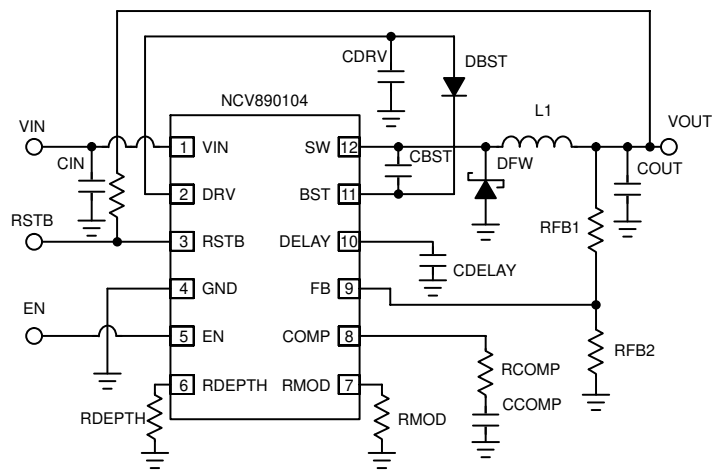 CDRV
DBST
NCV890104
L1
VOUT
VIN
1 VIN
SW 12
CIN
CBST
DFW
COUT
2 DRV
BST 11
RSTB
3 RSTB
DELAY 10
RFB1
CDELAY
4 GND
FB 9
EN
5 EN
COMP 8
RFB2
RCOMP
6 RDEPTH
RMOD 7
CCOMP
RDEPTH
RMOD